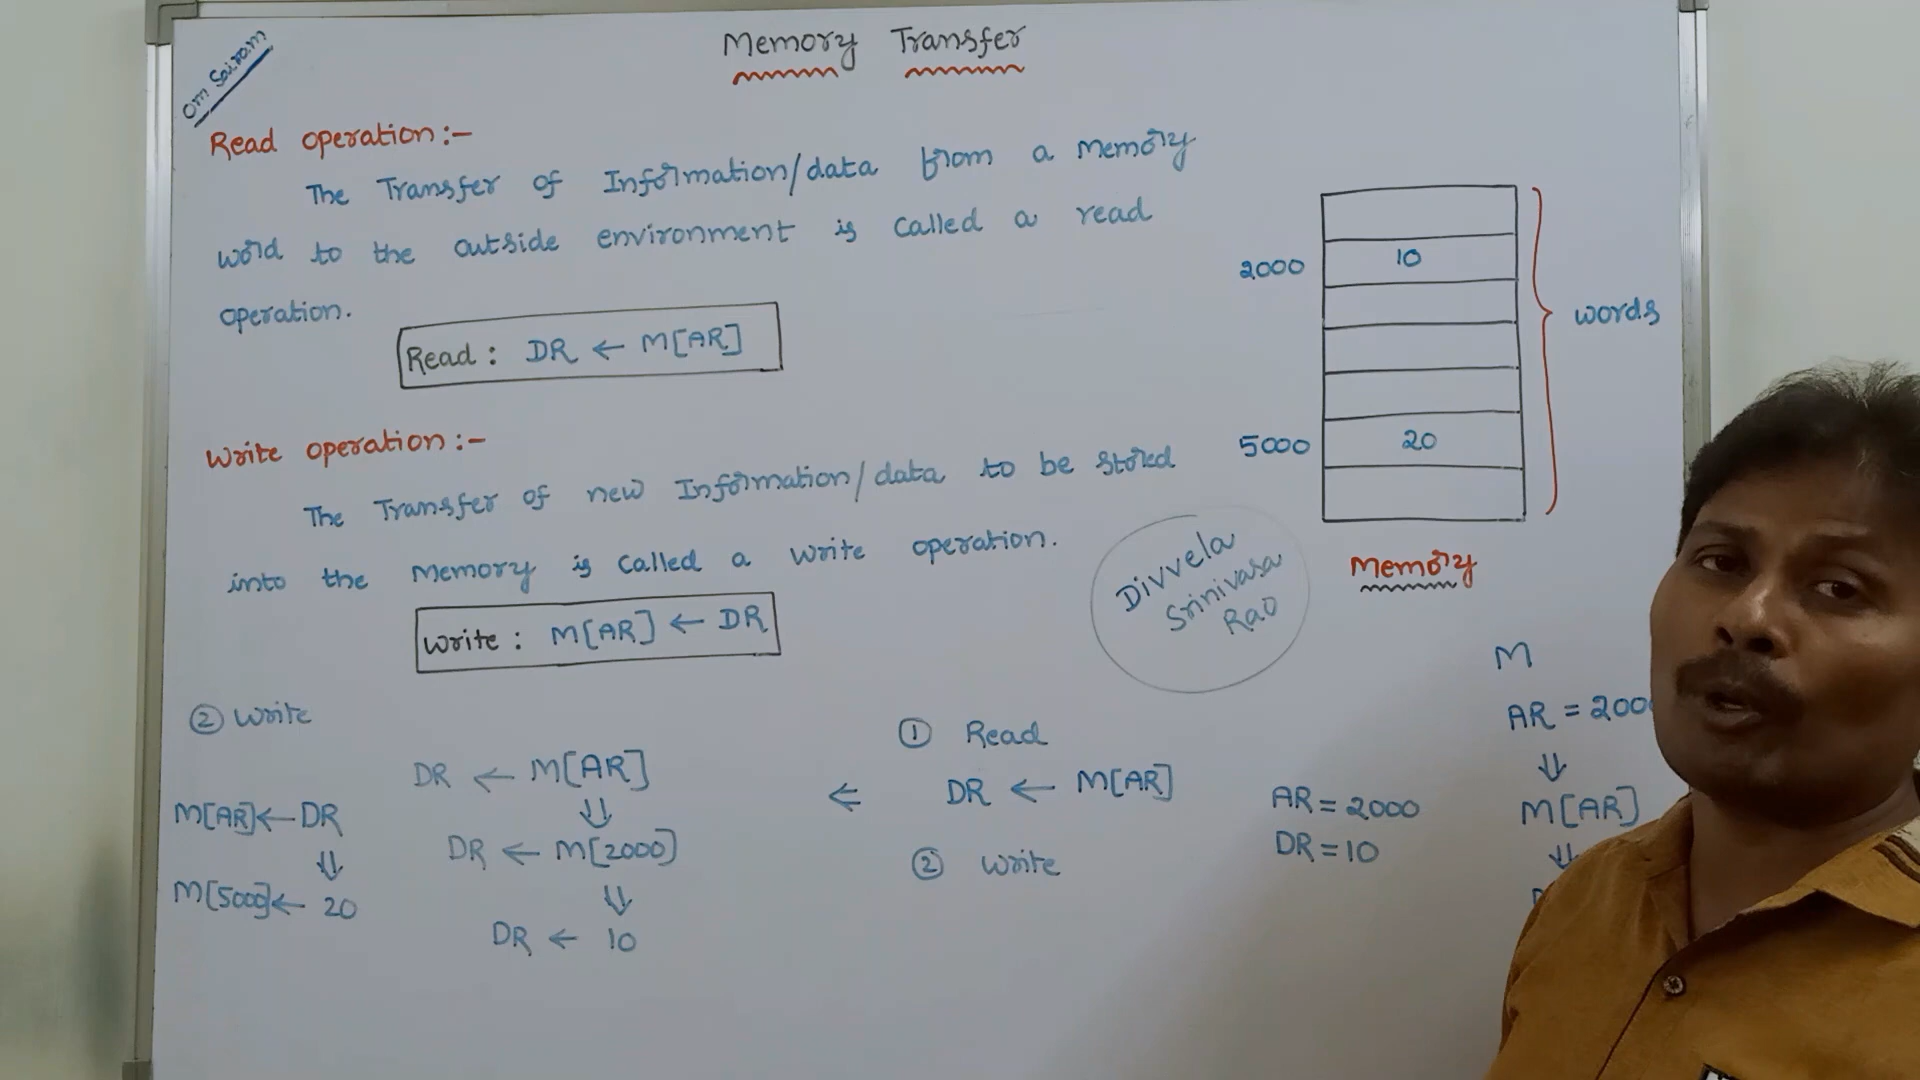 Om Sairam
Memory Transfer
Read operation:-
The Transfer of Information/data from a memory
word to the outside environment is called a read
operation.
Read : DR ← M[AR]
Write operation:-
The Transfer of new Information/data to be stored
into the memory is called a write operation.
Write : M[AR] ← DR
2000 10
words
5000 20
Memory
Divvela
Srinivasa
Rao
② Write
M[AR] ← DR
⇓
M[5000] ← 20
DR ← M[AR]
⇓
DR ← M[2000]
⇓
DR ← 10
⇐
① Read
DR ← M[AR]
② Write
AR = 2000
DR = 10
M
AR = 200
⇓
M[AR]
⇓